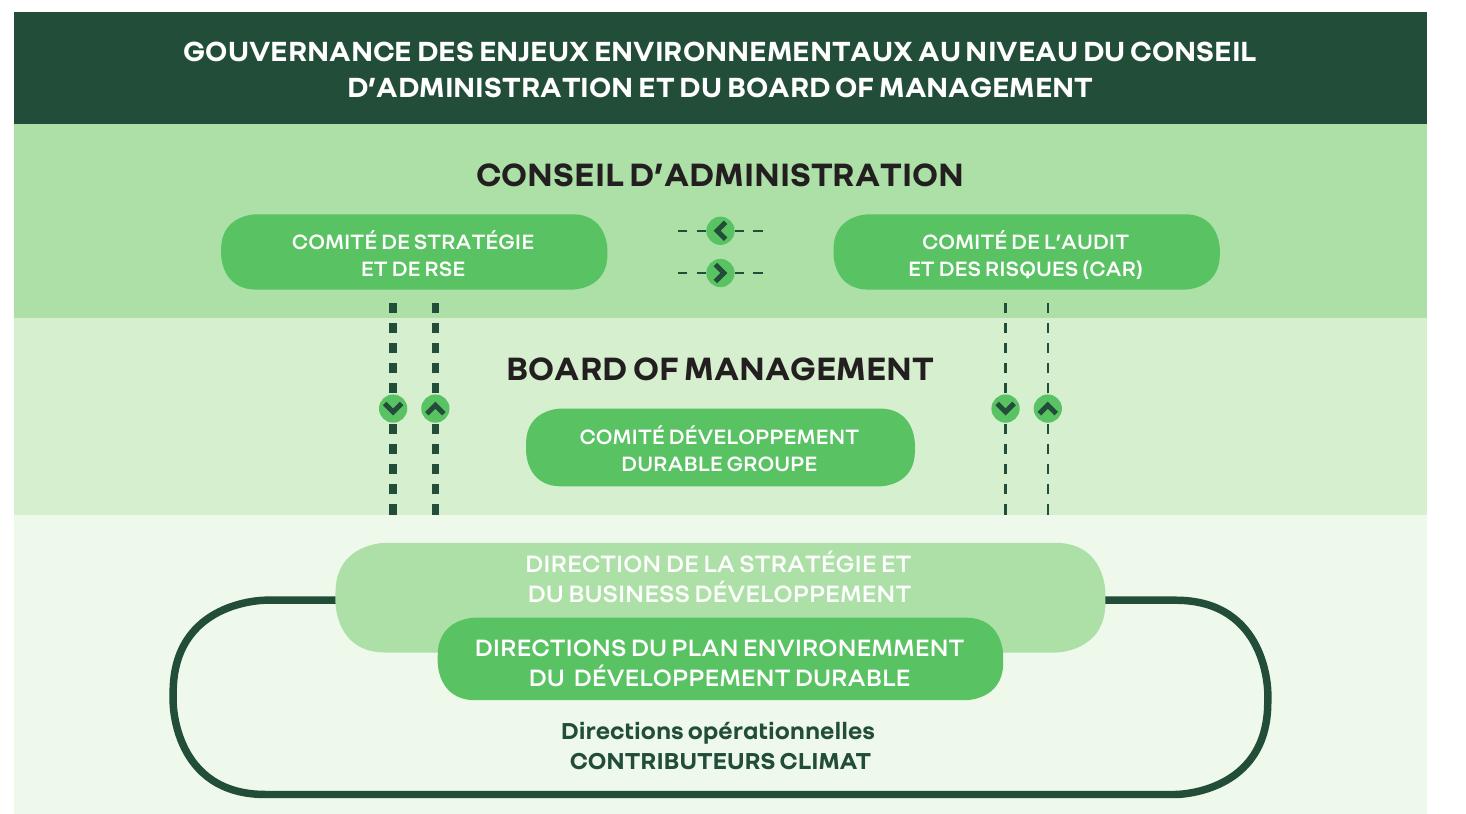 GOUVERNANCE DES ENJEUX ENVIRONNEMENTAUX AU NIVEAU DU CONSEIL
D'ADMINISTRATION ET DU BOARD OF MANAGEMENT
CONSEIL D'ADMINISTRATION
COMITÉ DE STRATÉGIE
ET DE RSE
COMITÉ DE L'AUDIT
ET DES RISQUES (CAR)
BOARD OF MANAGEMENT
COMITÉ DÉVELOPPEMENT
DURABLE GROUPE
DIRECTION DE LA STRATÉGIE ET
DU BUSINESS DÉVELOPPEMENT
DIRECTIONS DU PLAN ENVIRONEMMENT
DU DÉVELOPPEMENT DURABLE
Directions opérationnelles
CONTRIBUTEURS CLIMAT